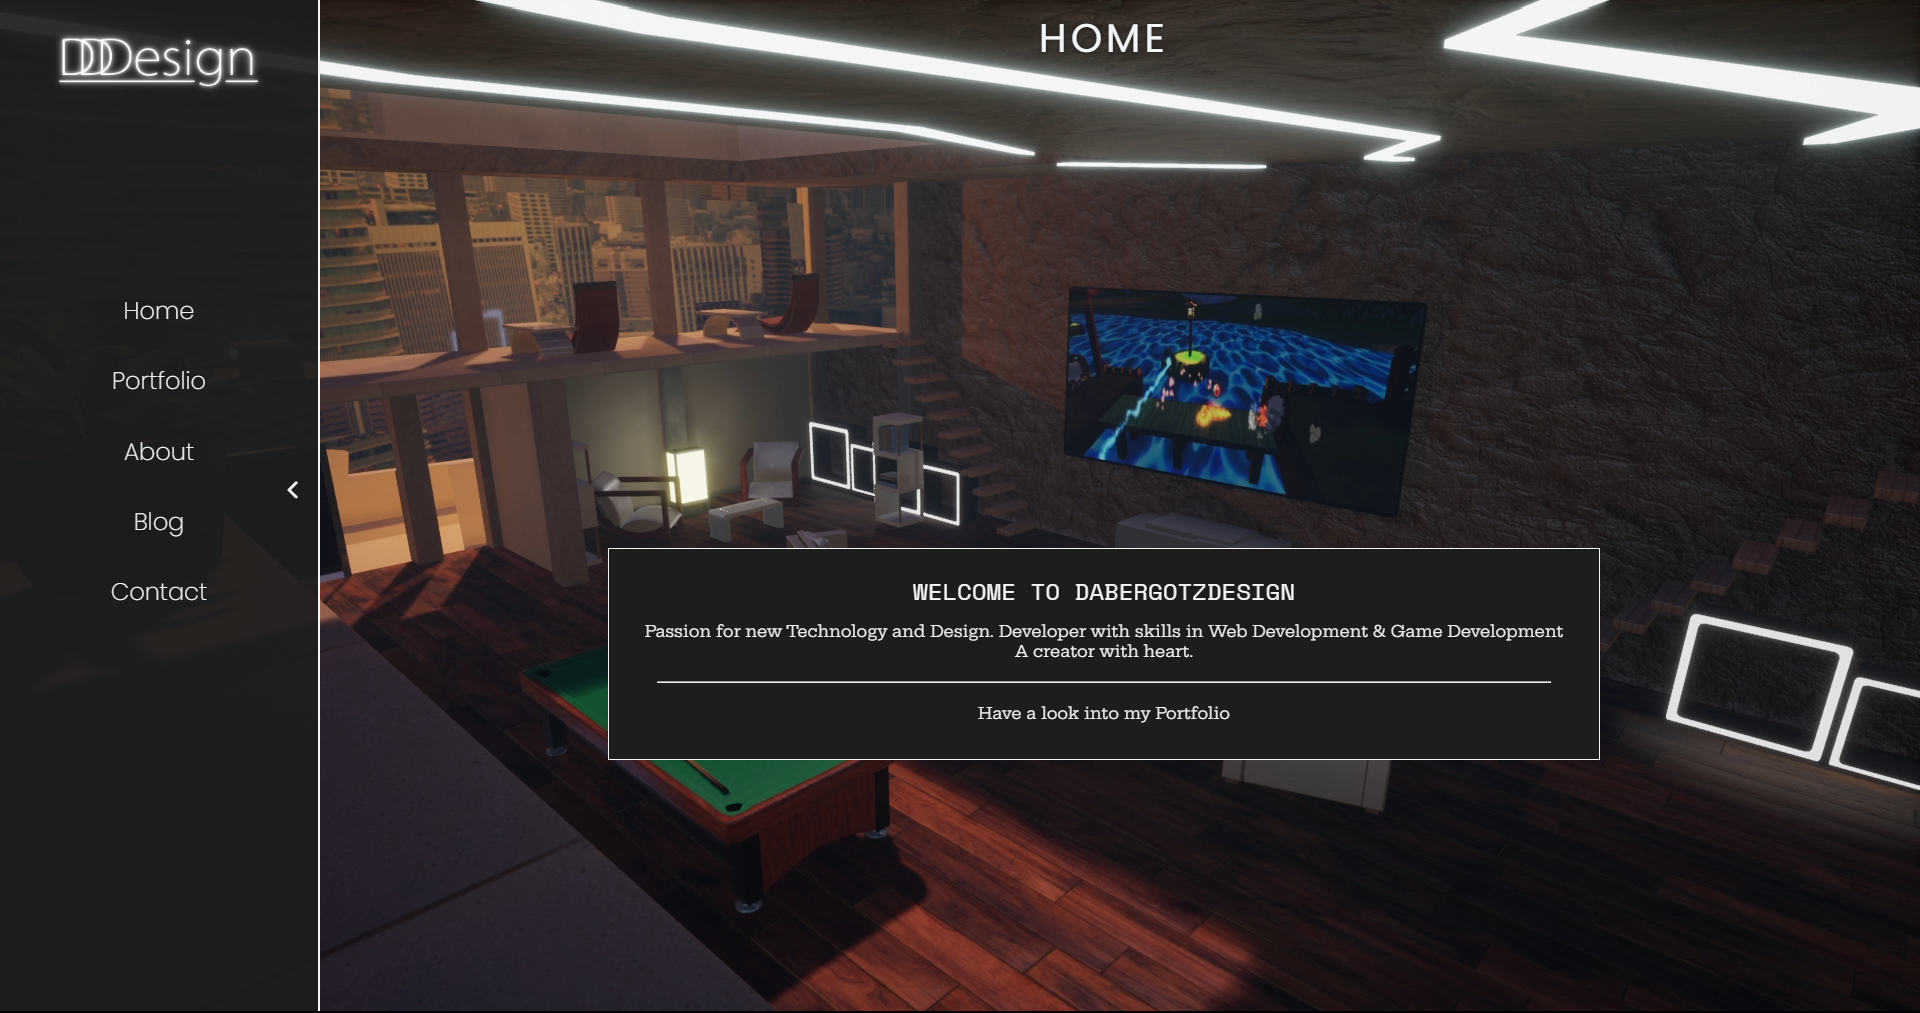 DDDesign
HOME
Home
Portfolio
About
Blog
Contact
WELCOME TO DABERGOTZDESIGN
Passion for new Technology and Design. Developer with skills in Web Development & Game Development
A creator with heart.
Have a look into my Portfolio